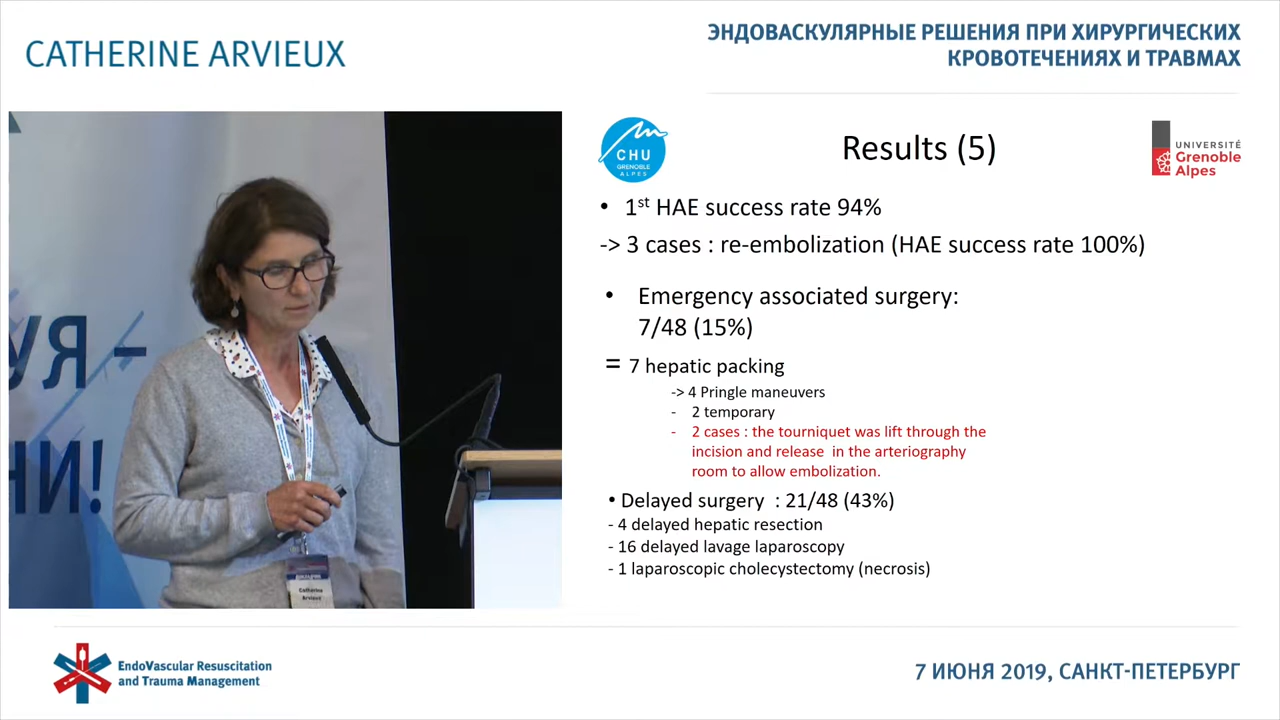 CATHERINE ARVIEUX
ЭНДОВАСКУЛЯРНЫЕ РЕШЕНИЯ ПРИ ХИРУРГИЧЕСКИХ
КРОВОТЕЧЕНИЯХ И ТРАВМАХ
CHU
GRENOBLE
ALPES
Results (5)
UNIVERSITÉ
Grenoble
Alpes
• 1st HAE success rate 94%
-> 3 cases : re-embolization (HAE success rate 100%)
• Emergency associated surgery:
7/48 (15%)
= 7 hepatic packing
-> 4 Pringle maneuvers
- 2 temporary
- 2 cases : the tourniquet was lift through the
incision and release in the arteriography
room to allow embolization.
• Delayed surgery : 21/48 (43%)
- 4 delayed hepatic resection
- 16 delayed lavage laparoscopy
- 1 laparoscopic cholecystectomy (necrosis)
УЯ –
НИ!
Catherine
Arvieux
EndoVascular Resuscitation
and Trauma Management
7 ИЮНЯ 2019, САНКТ-ПЕТЕРБУРГ